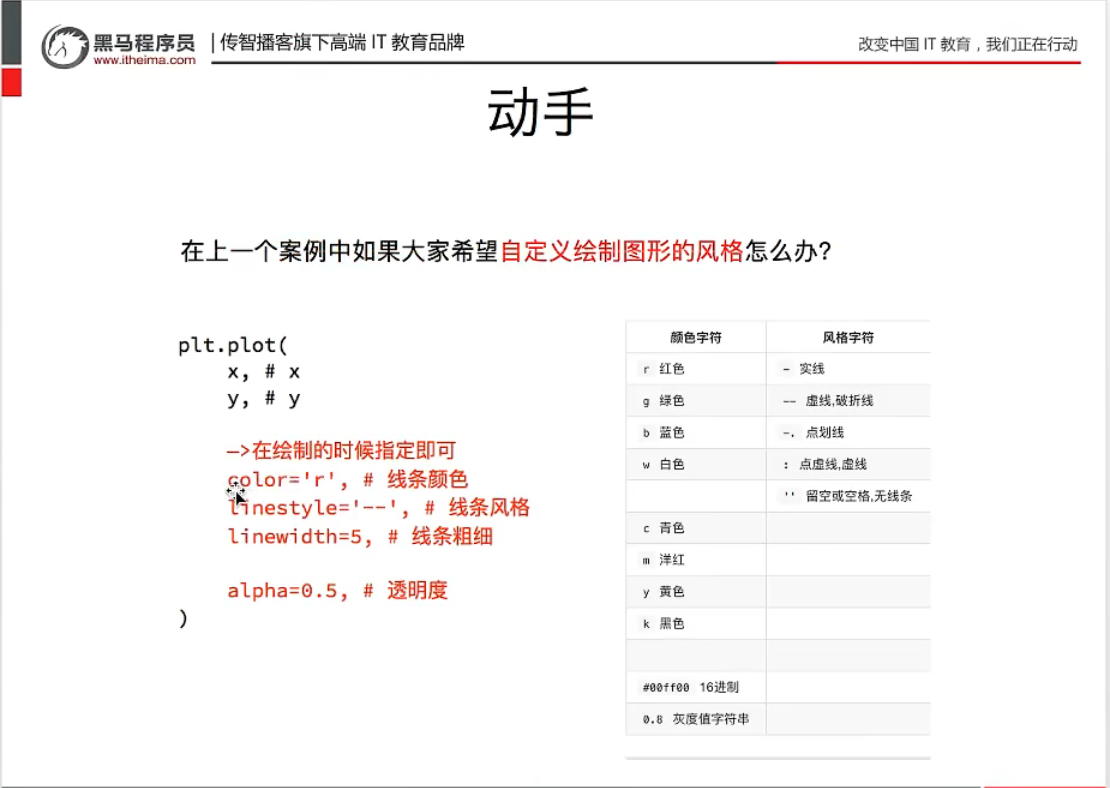 黑马程序员
www.itheima.com
|传智播客旗下高端 IT 教育品牌
改变中国 IT 教育，我们正在行动
动手
在上一个案例中如果大家希望自定义绘制图形的风格怎么办?
plt.plot(
x, # x
y, # y
—>在绘制的时候指定即可
color='r', # 线条颜色
linestyle='--', # 线条风格
linewidth=5, # 线条粗细
alpha=0.5, # 透明度
)
颜色字符 风格字符
r 红色 - 实线
g 绿色 -- 虚线,破折线
b 蓝色 -. 点划线
w 白色 : 点虚线,虚线
'' 留空或空格,无线条
c 青色
m 洋红
y 黄色
k 黑色
#00ff00 16进制
0.8 灰度值字符串